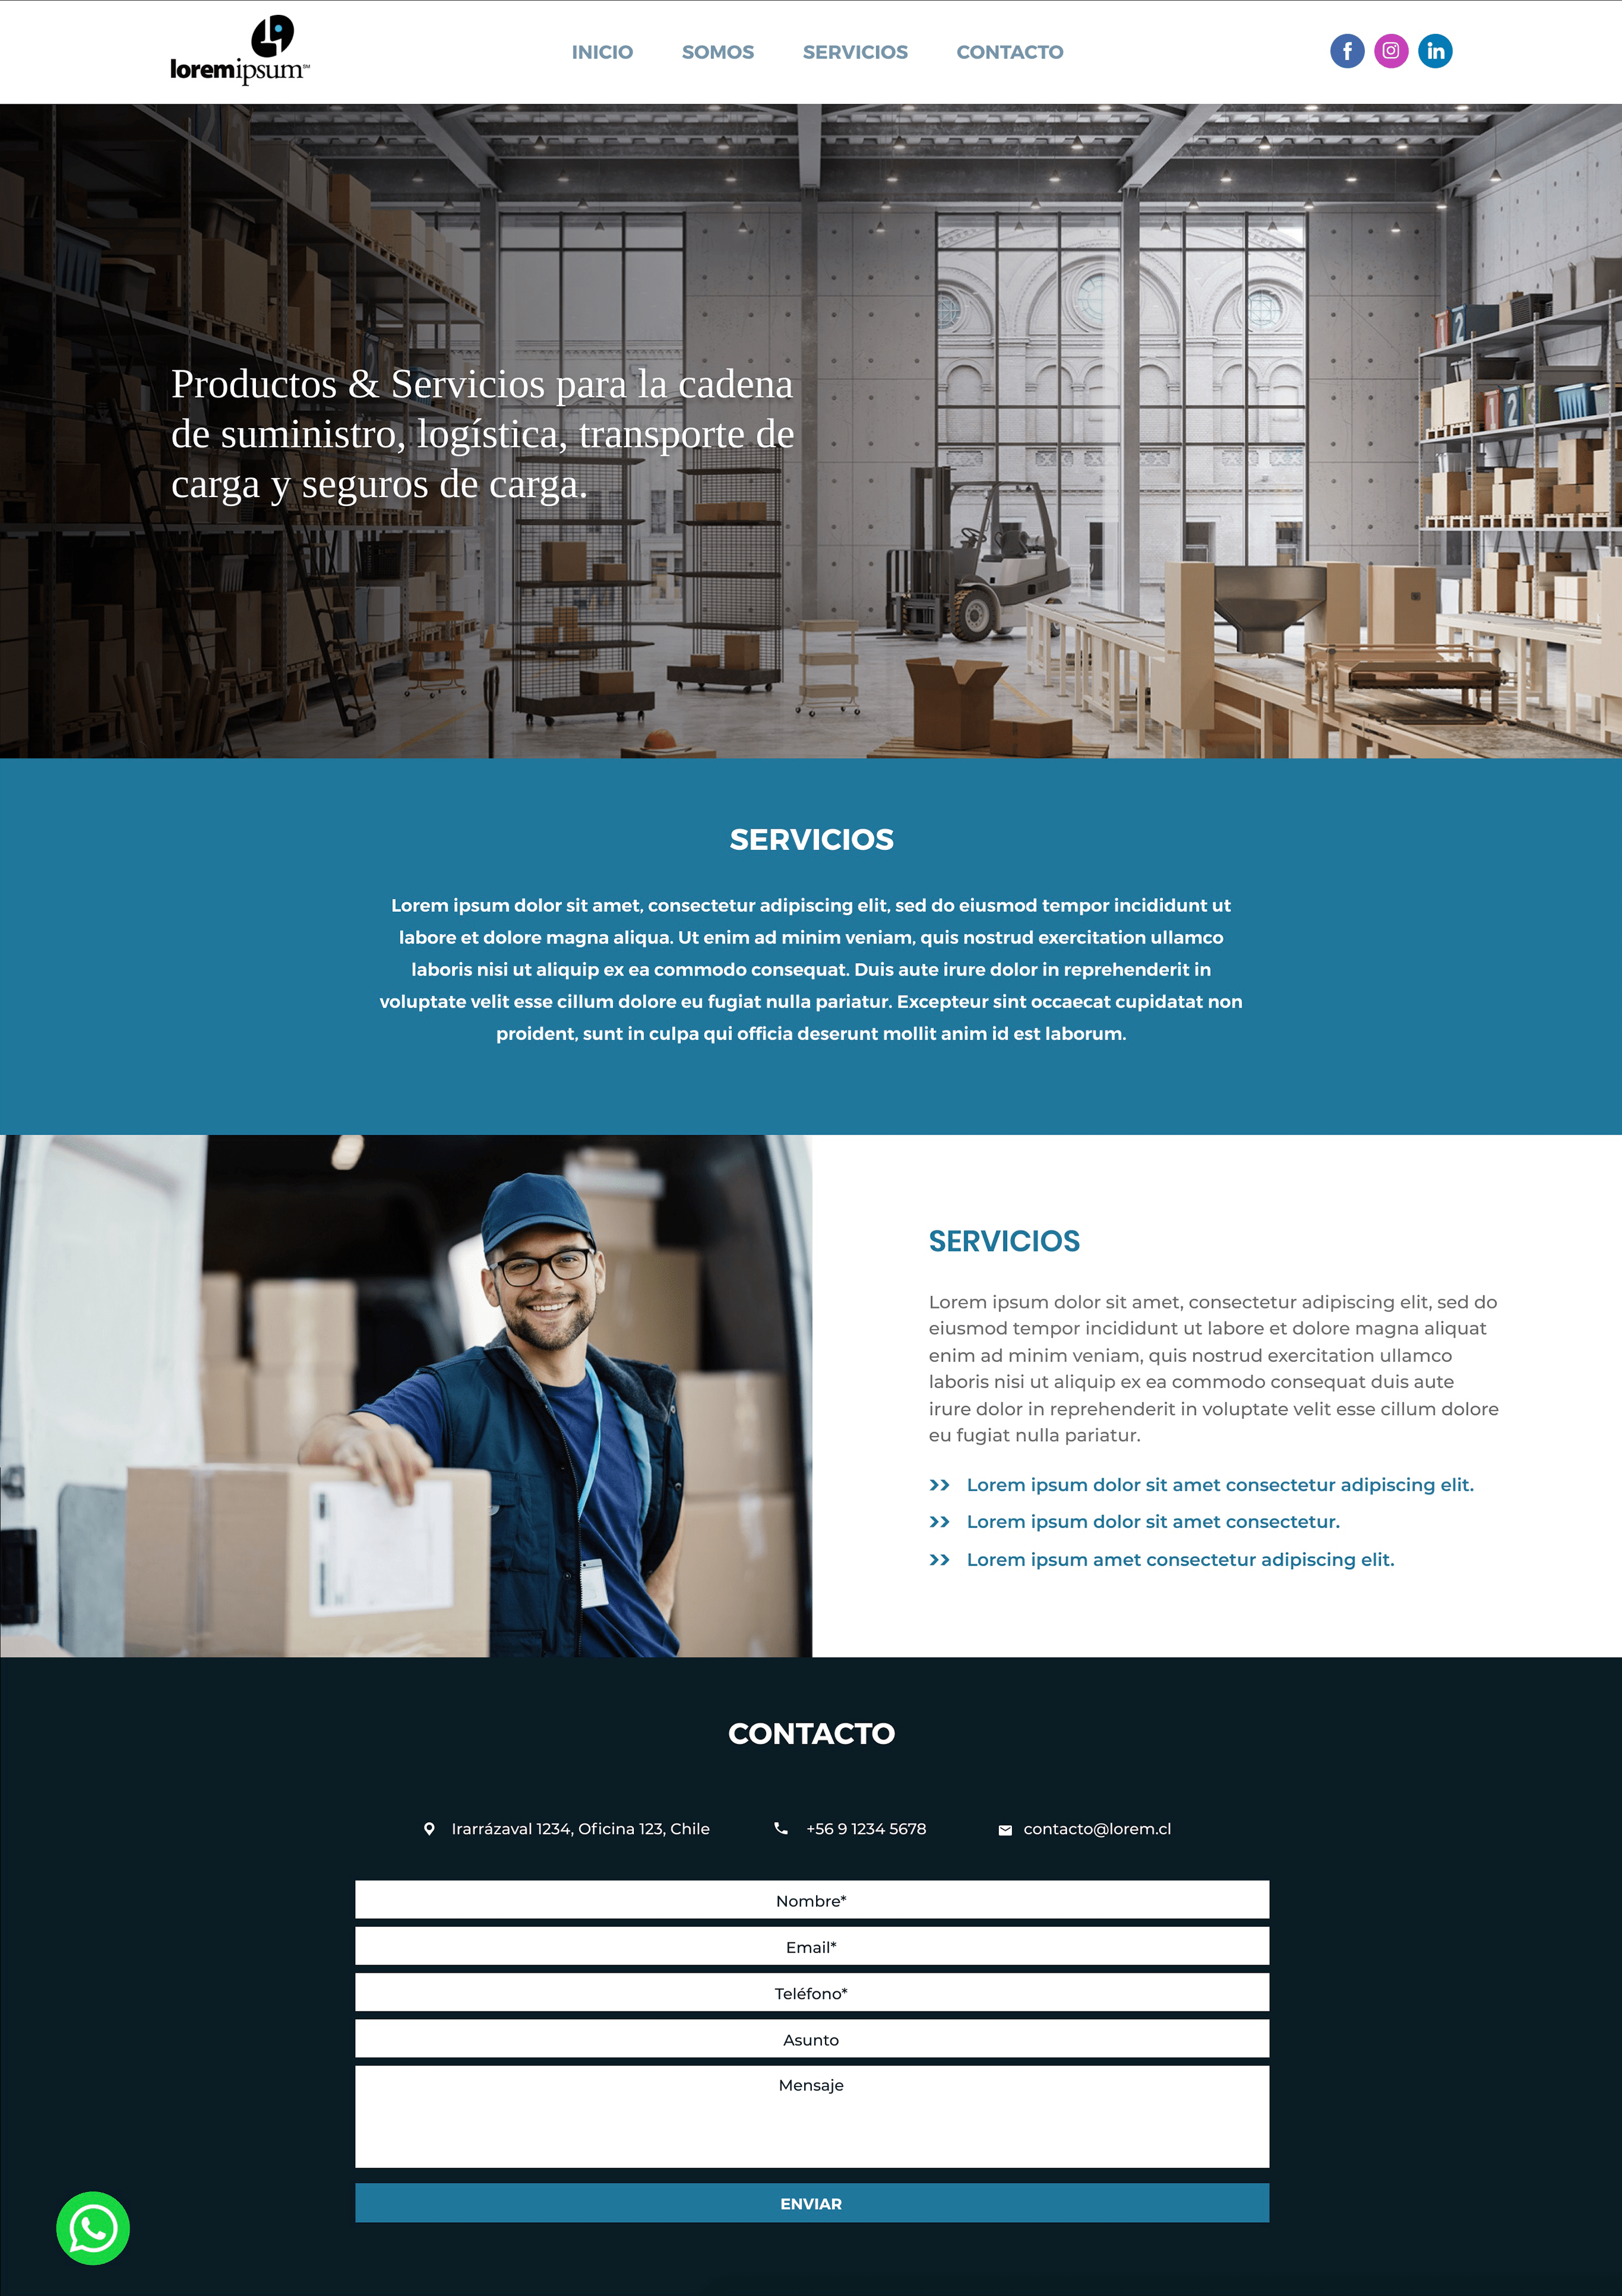 loremipsum℠
INICIO SOMOS SERVICIOS CONTACTO
f in
Productos & Servicios para la cadena
de suministro, logística, transporte de
carga y seguros de carga.
12
123
SERVICIOS
Lorem ipsum dolor sit amet, consectetur adipiscing elit, sed do eiusmod tempor incididunt ut
labore et dolore magna aliqua. Ut enim ad minim veniam, quis nostrud exercitation ullamco
laboris nisi ut aliquip ex ea commodo consequat. Duis aute irure dolor in reprehenderit in
voluptate velit esse cillum dolore eu fugiat nulla pariatur. Excepteur sint occaecat cupidatat non
proident, sunt in culpa qui officia deserunt mollit anim id est laborum.
SERVICIOS
Lorem ipsum dolor sit amet, consectetur adipiscing elit, sed do
eiusmod tempor incididunt ut labore et dolore magna aliquat
enim ad minim veniam, quis nostrud exercitation ullamco
laboris nisi ut aliquip ex ea commodo consequat duis aute
irure dolor in reprehenderit in voluptate velit esse cillum dolore
eu fugiat nulla pariatur.
Lorem ipsum dolor sit amet consectetur adipiscing elit.
Lorem ipsum dolor sit amet consectetur.
Lorem ipsum amet consectetur adipiscing elit.
CONTACTO
Irarrázaval 1234, Oficina 123, Chile +56 9 1234 5678 contacto@lorem.cl
Nombre*
Email*
Teléfono*
Asunto
Mensaje
ENVIAR